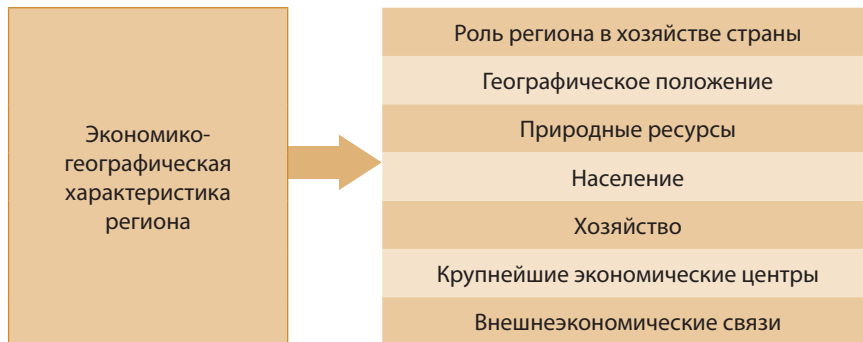 Экономико-
географическая
характеристика
региона
Роль региона в хозяйстве страны
Географическое положение
Природные ресурсы
Население
Хозяйство
Крупнейшие экономические центры
Внешнеэкономические связи